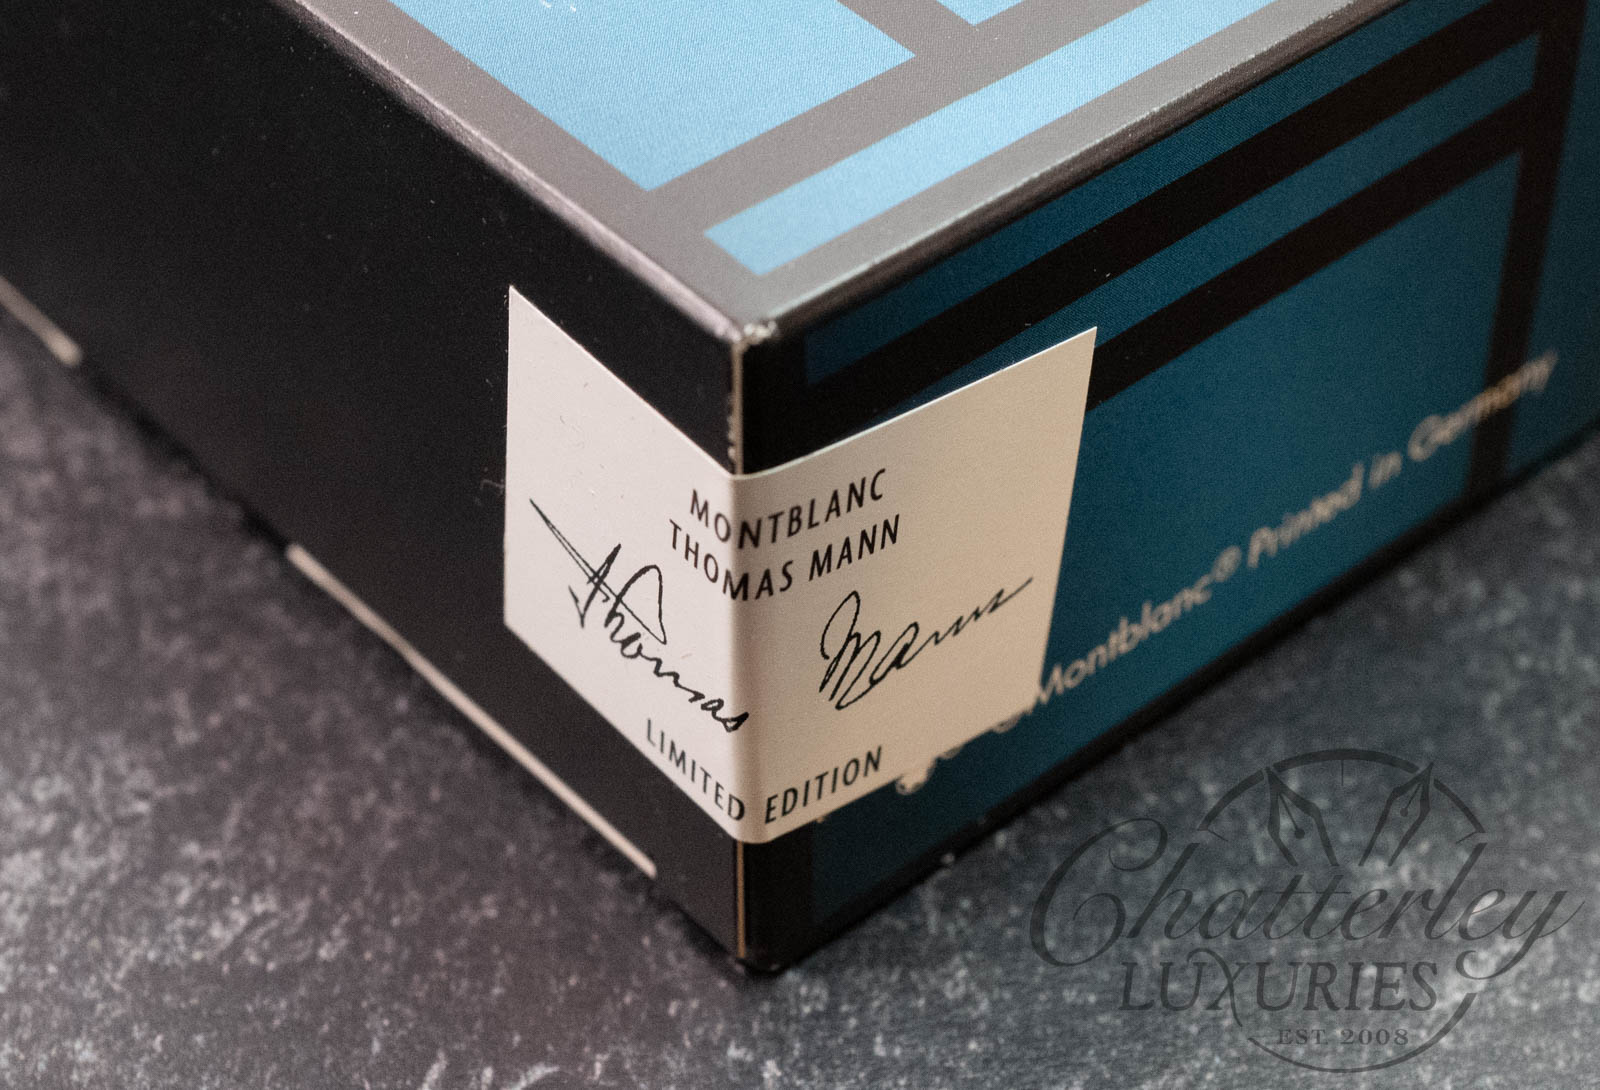 MONTBLANC
THOMAS MANN
Thomas Mann
LIMITED EDITION
Montblanc® Printed in Germany
Chatterley
LUXURIES
EST. 2008